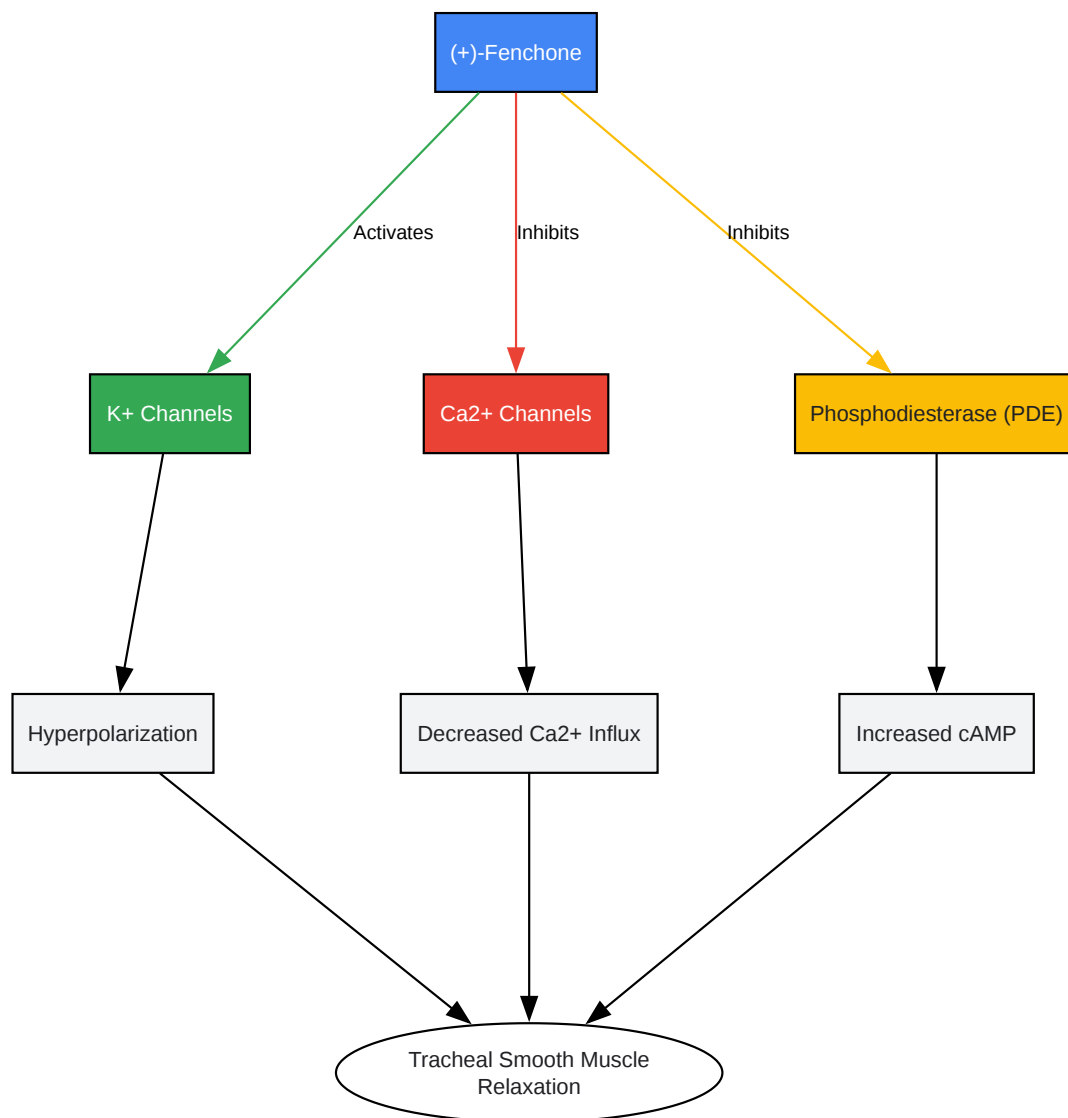 (+)-Fenchone
Activates
Inhibits
Inhibits
K+ Channels
Ca2+ Channels
Phosphodiesterase (PDE)
Hyperpolarization
Decreased Ca2+ Influx
Increased cAMP
Tracheal Smooth Muscle
Relaxation